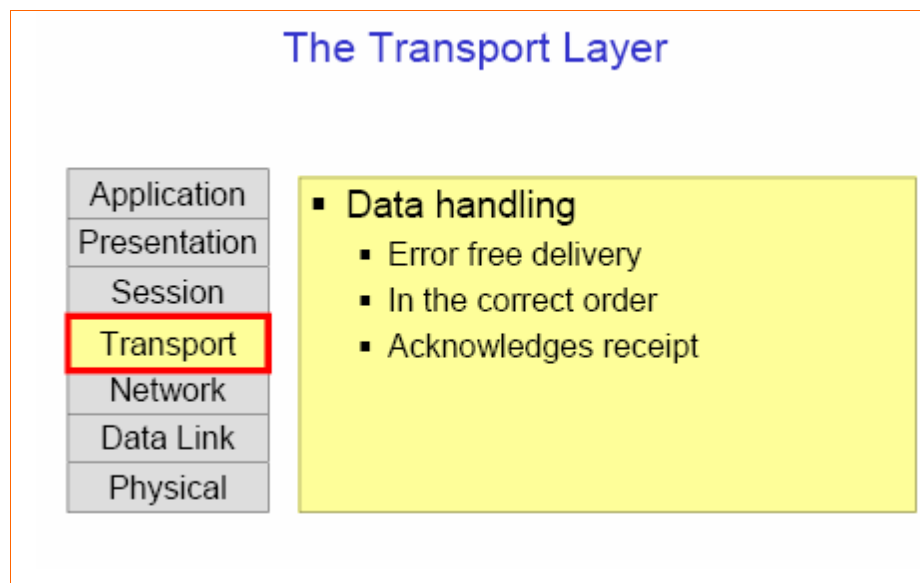 The Transport Layer
Application
Presentation
Session
Transport
Network
Data Link
Physical
▪ Data handling
▪ Error free delivery
▪ In the correct order
▪ Acknowledges receipt